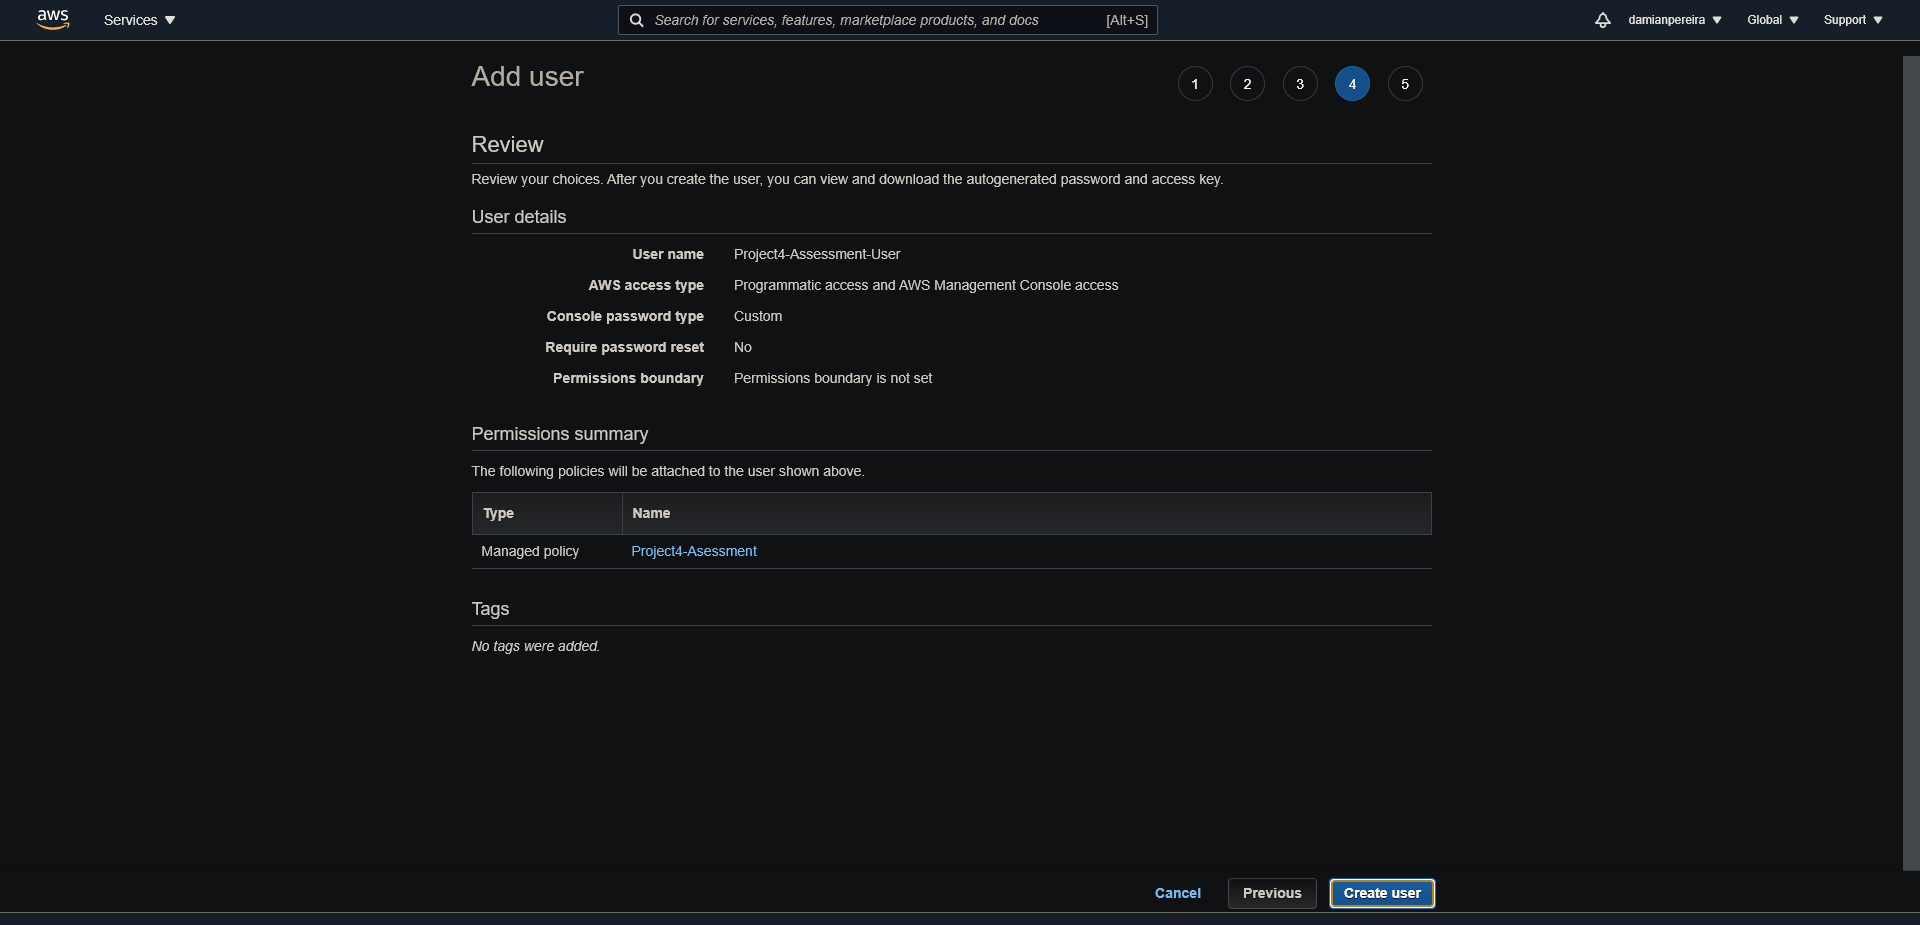 aws Services Search for services, features, marketplace products, and docs [Alt+S] damianpereira Global Support
Add user 1 2 3 4 5
Review
Review your choices. After you create the user, you can view and download the autogenerated password and access key.
User details
User name Project4-Assessment-User
AWS access type Programmatic access and AWS Management Console access
Console password type Custom
Require password reset No
Permissions boundary Permissions boundary is not set
Permissions summary
The following policies will be attached to the user shown above.
Type Name
Managed policy Project4-Asessment
Tags
No tags were added.
Cancel Previous Create user